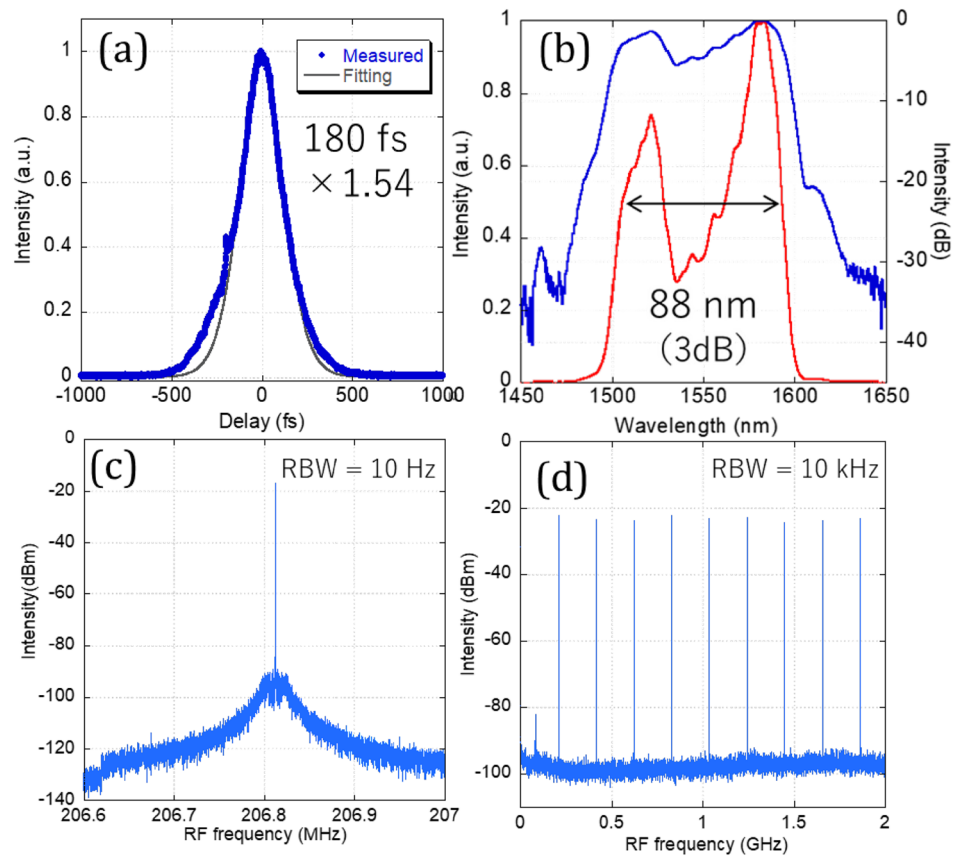 (a)
Measured
Fitting
180 fs
× 1.54
1
0.8
0.6
0.4
0.2
0
-1000
-500
0
500
1000
Delay (fs)
Intensity (a.u.)
(b)
88 nm
(3dB)
1
0.8
0.6
0.4
0.2
0
0
-10
-20
-30
-40
1450
1500
1550
1600
1650
Wavelength (nm)
Intensity (a.u.)
Intensity (dB)
(c)
RBW = 10 Hz
0
-20
-40
-60
-80
-100
-120
-140
206.6
206.7
206.8
206.9
207
RF frequency (MHz)
Intensity(dBm)
(d)
RBW = 10 kHz
0
-20
-40
-60
-80
-100
0
0.5
1
1.5
2
RF frequency (GHz)
Intensity (dBm)